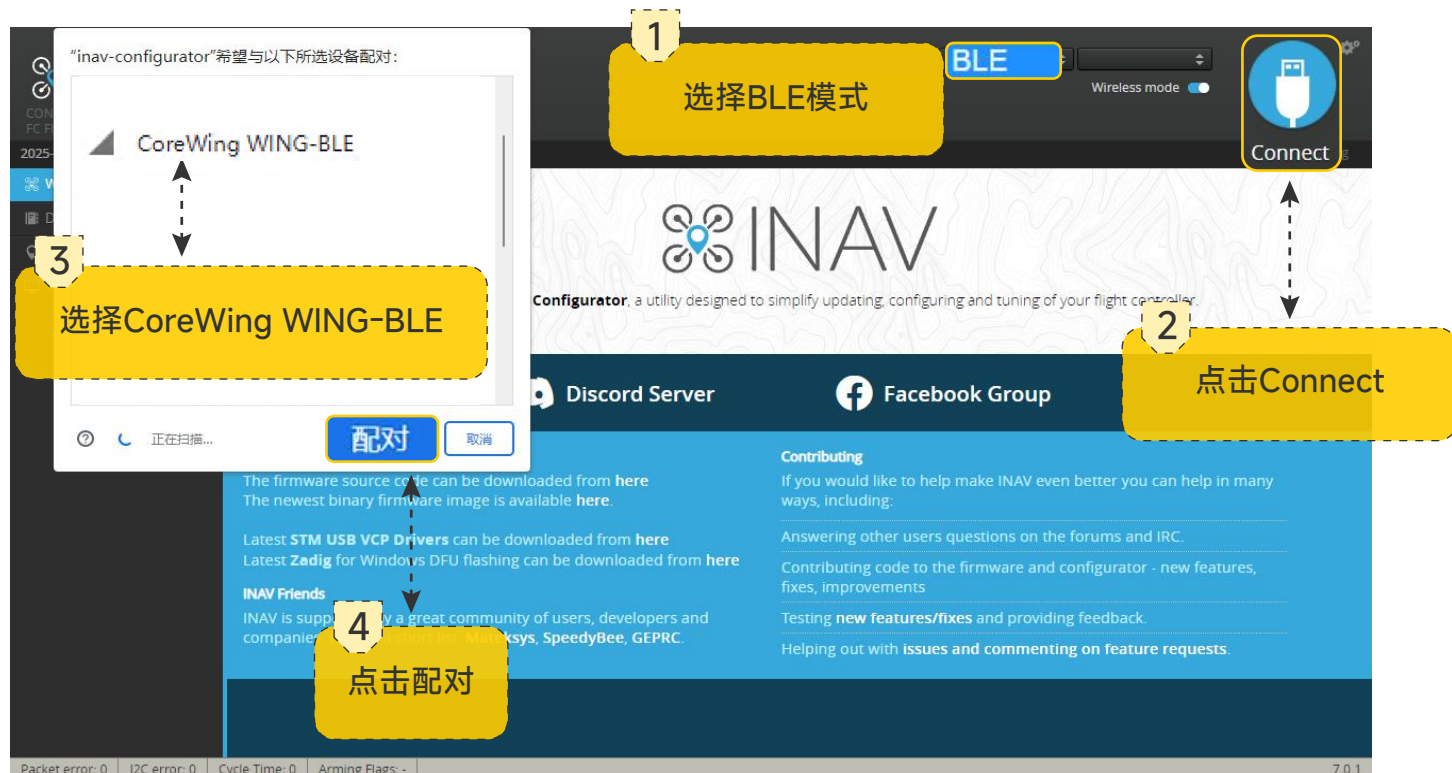 "inav-configurator"希望与以下所选设备配对:
CoreWing WING-BLE
正在扫描...
配对
取消
1
选择BLE模式
BLE
Wireless mode
Connect
2
点击Connect
3
选择CoreWing WING-BLE
4
点击配对
CON
FC F
2025-
INAV
Configurator, a utility designed to simplify updating, configuring and tuning of your flight controller.
Discord Server
Facebook Group
The firmware source code can be downloaded from here
The newest binary firmware image is available here.
Latest STM USB VCP Drivers can be downloaded from here
Latest Zadig for Windows DFU flashing can be downloaded from here
INAV Friends
INAV is supp y a great community of users, developers and
companie ksys, SpeedyBee, GEPRC.
Contributing
If you would like to help make INAV even better you can help in many
ways, including:
Answering other users questions on the forums and IRC.
Contributing code to the firmware and configurator - new features,
fixes, improvements
Testing new features/fixes and providing feedback.
Helping out with issues and commenting on feature requests.
Packet error: 0
I2C error: 0
Cycle Time: 0
Arming Flags: -
7.0.1